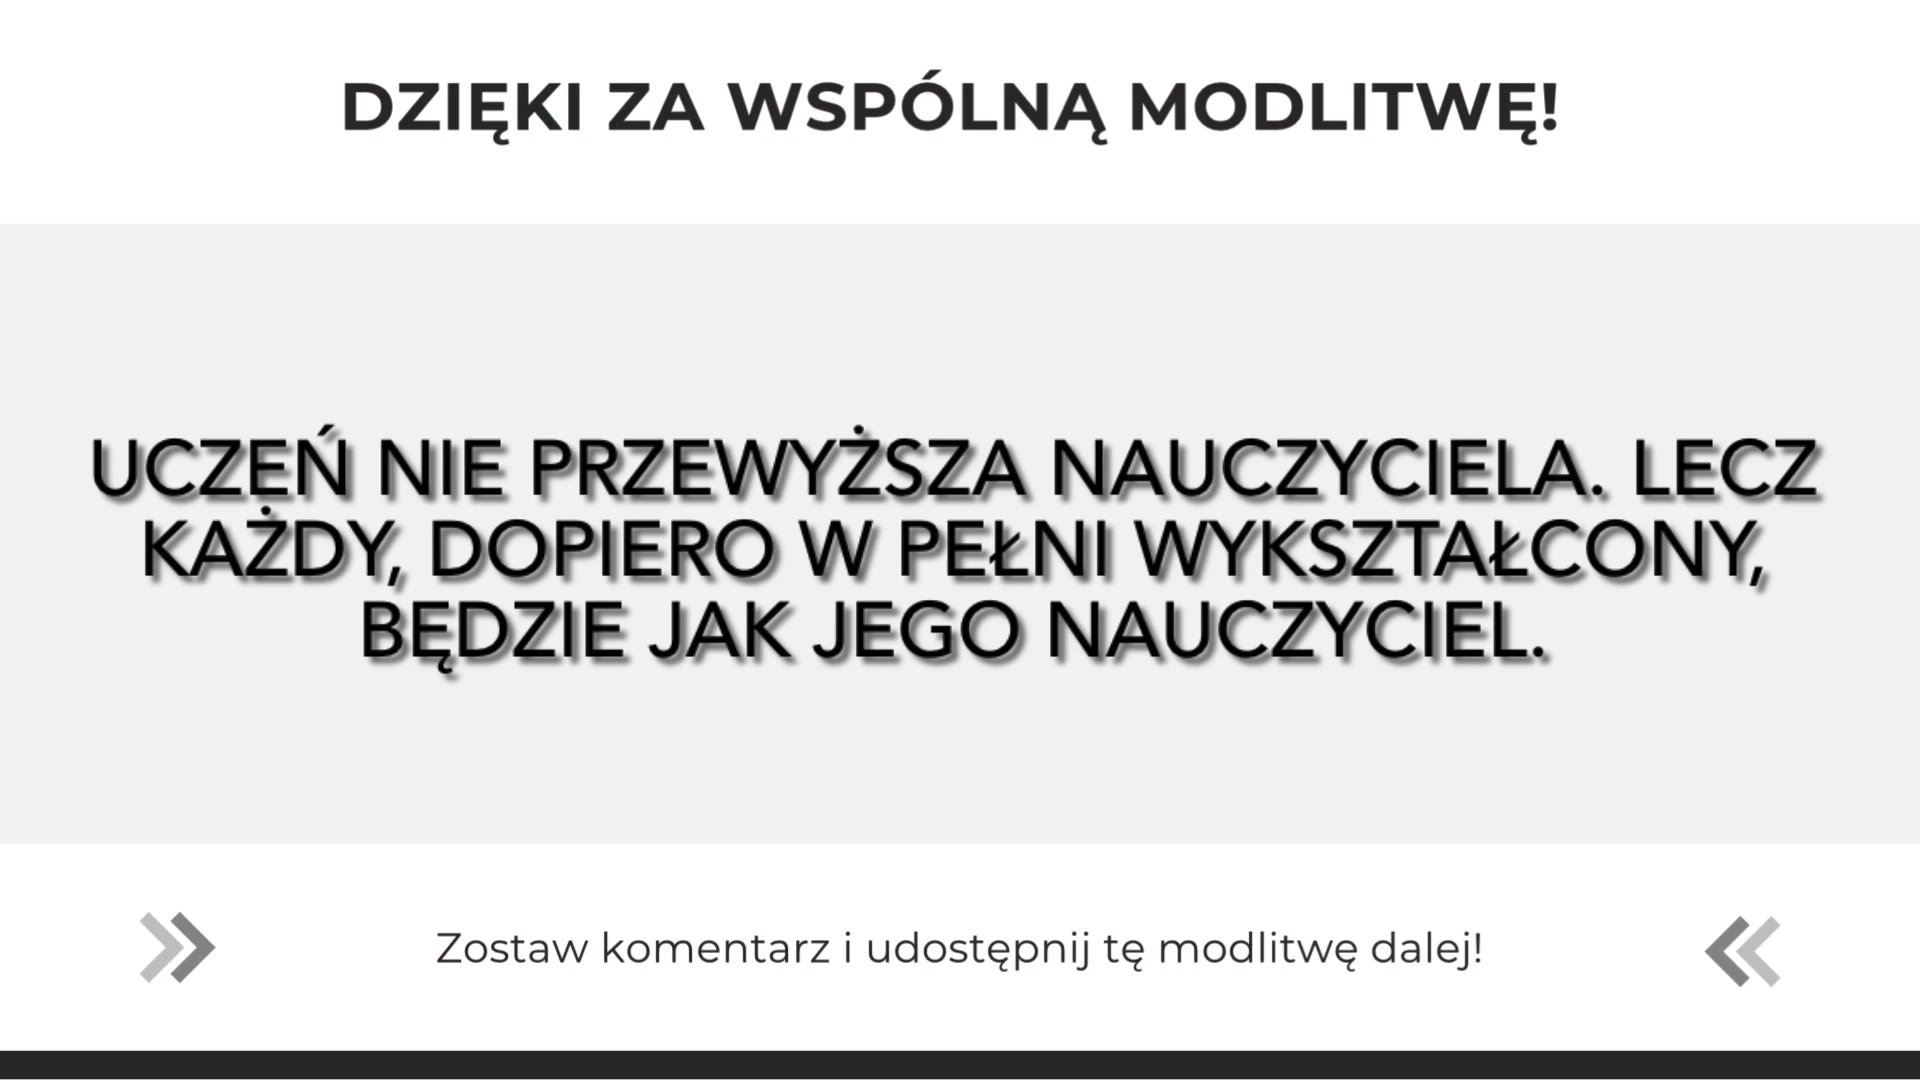 DZIĘKI ZA WSPÓLNĄ MODLITWĘ!
UCZEŃ NIE PRZEWYŻSZA NAUCZYCIELA. LECZ
KAŻDY, DOPIERO W PEŁNI WYKSZTAŁCONY,
BĘDZIE JAK JEGO NAUCZYCIEL.
Zostaw komentarz i udostępnij tę modlitwę dalej!